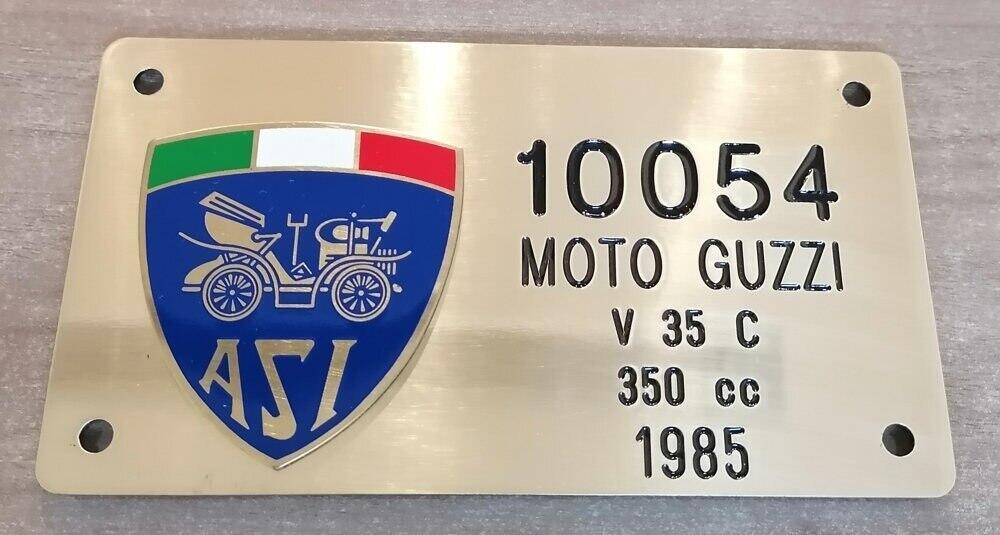 ASI
10054
MOTO GUZZI
V 35 C
350 cc
1985